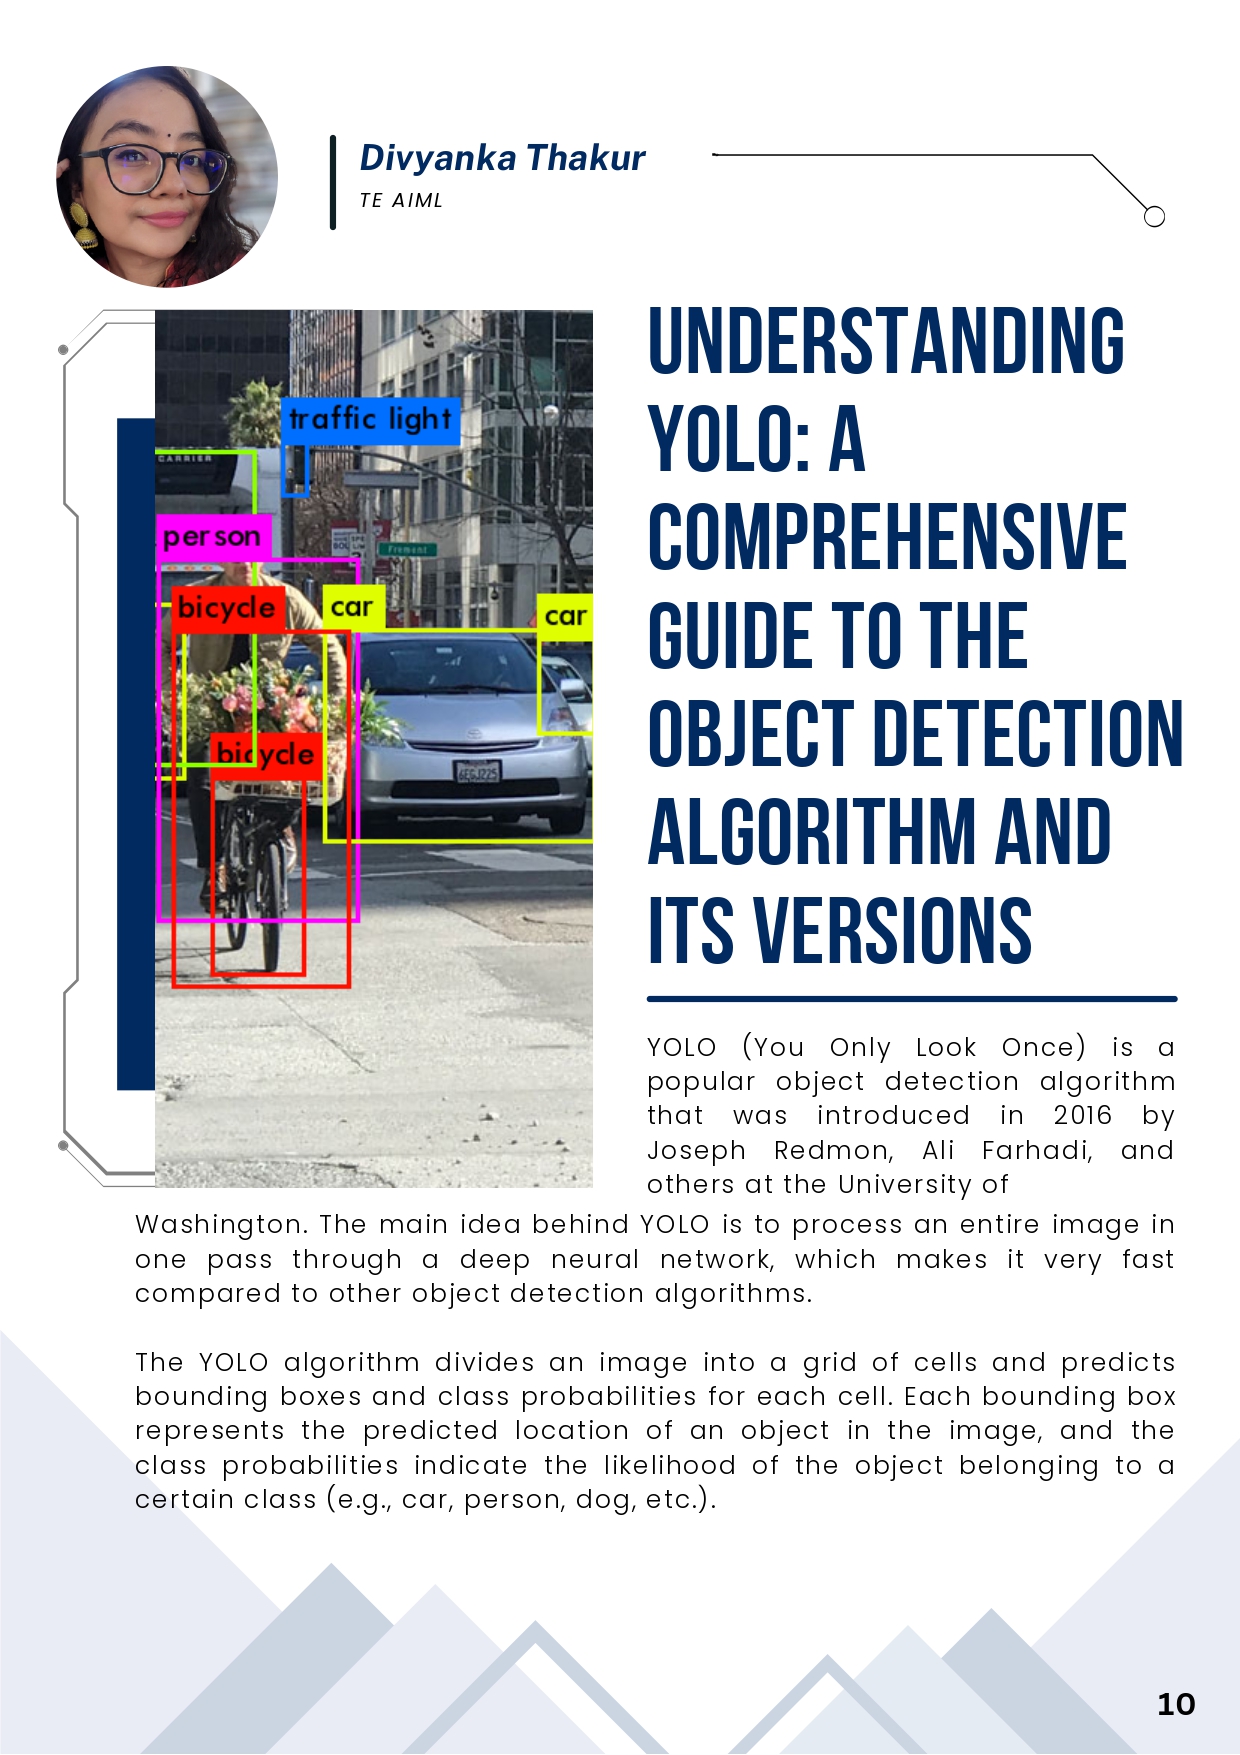 Divyanka Thakur
TE AIML
UNDERSTANDING
YOLO: A
COMPREHENSIVE
GUIDE TO THE
OBJECT DETECTION
ALGORITHM AND
ITS VERSIONS
traffic light
CARRIER
person
Fremont
bicycle
car
car
bicycle
6ESJ225
YOLO (You Only Look Once) is a
popular object detection algorithm
that was introduced in 2016 by
Joseph Redmon, Ali Farhadi, and
others at the University of
Washington. The main idea behind YOLO is to process an entire image in
one pass through a deep neural network, which makes it very fast
compared to other object detection algorithms.
The YOLO algorithm divides an image into a grid of cells and predicts
bounding boxes and class probabilities for each cell. Each bounding box
represents the predicted location of an object in the image, and the
class probabilities indicate the likelihood of the object belonging to a
certain class (e.g., car, person, dog, etc.).
10